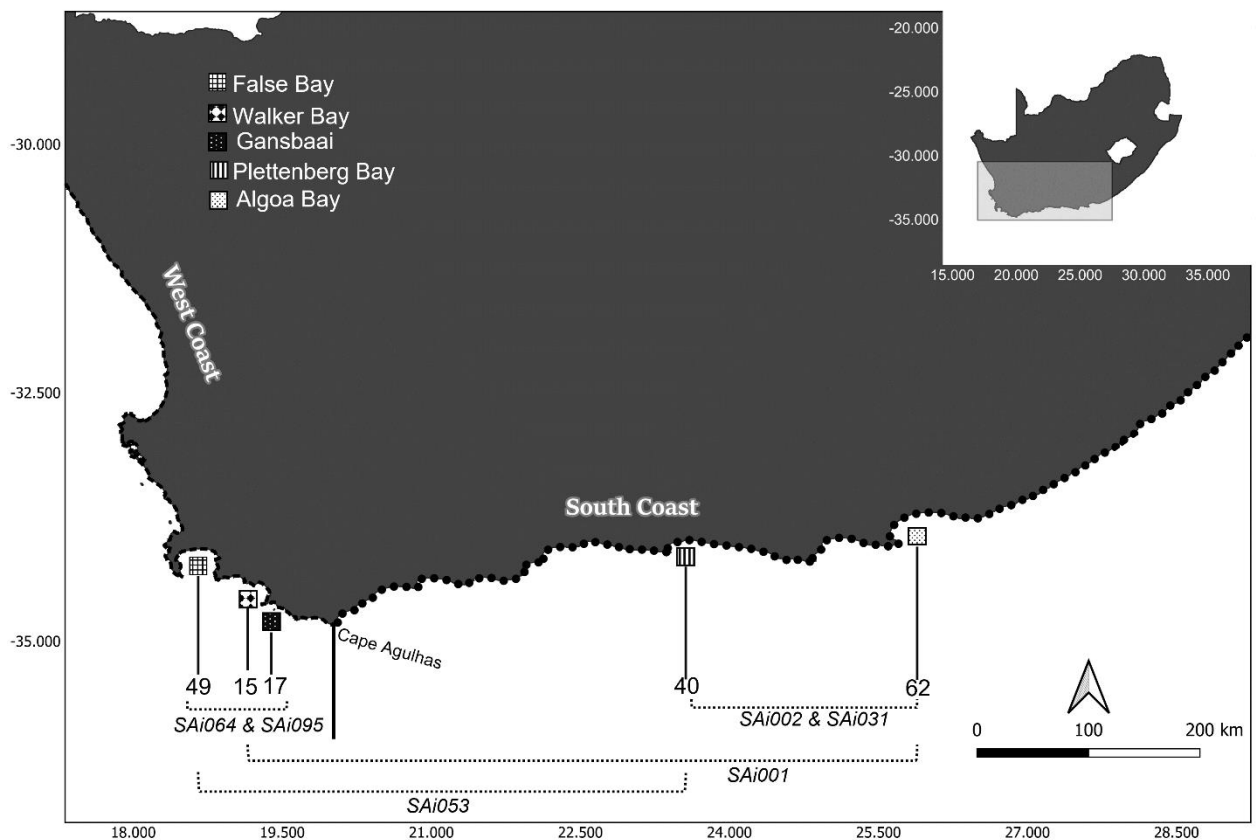 -20.000
-25.000
-30.000
-35.000
15.000 20.000 25.000 30.000 35.000
False Bay
Walker Bay
Gansbaai
Plettenberg Bay
Algoa Bay
-30.000
-32.500
-35.000
West Coast
South Coast
Cape Agulhas
49 15 17 40 62
SAi064 & SAi095
SAi002 & SAi031
SAi001
SAi053
0 100 200 km
18.000 19.500 21.000 22.500 24.000 25.500 27.000 28.500